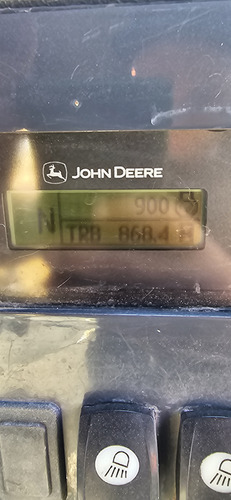 JOHN DEERE
900
N
TRB 868.4 H